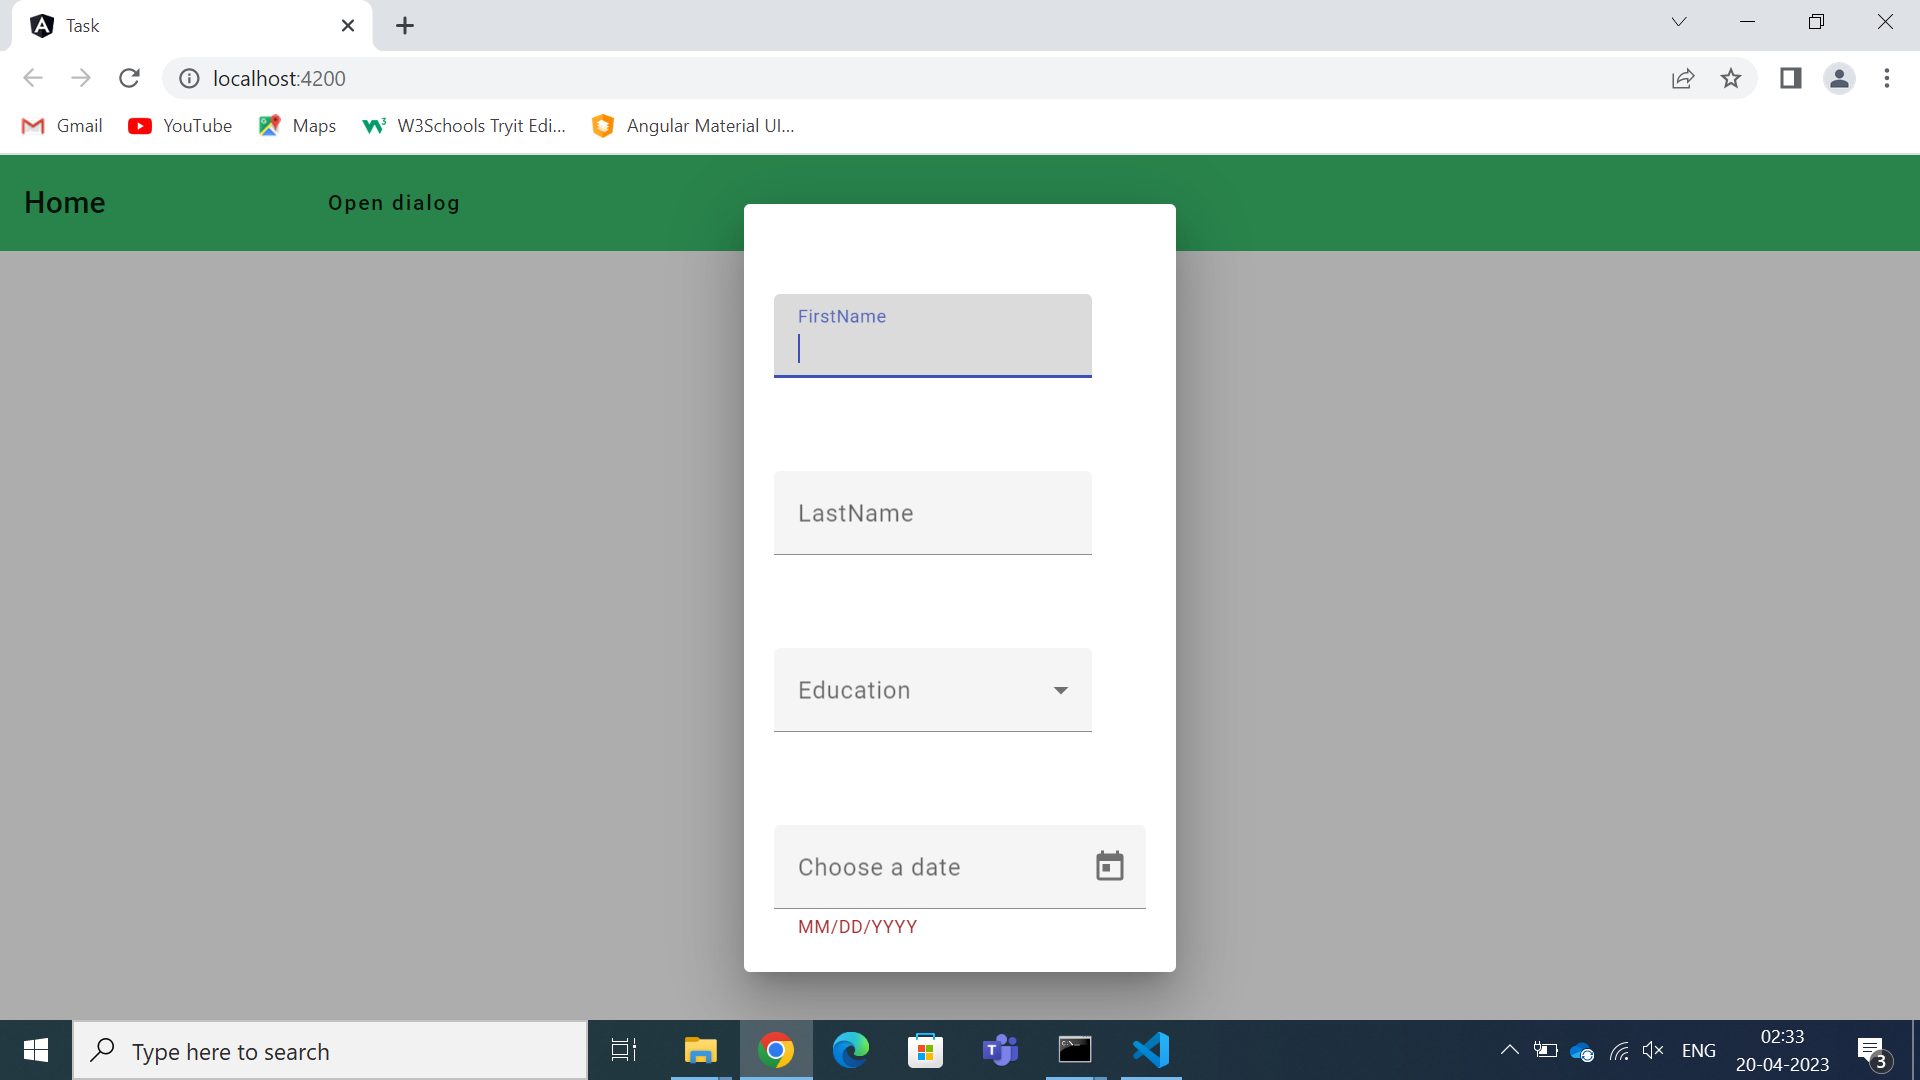 Task
localhost:4200
Gmail YouTube Maps W3Schools Tryit Edi... Angular Material UI...
Home Open dialog
FirstName
LastName
Education
Choose a date
MM/DD/YYYY
Type here to search
ENG
02:33
20-04-2023
3